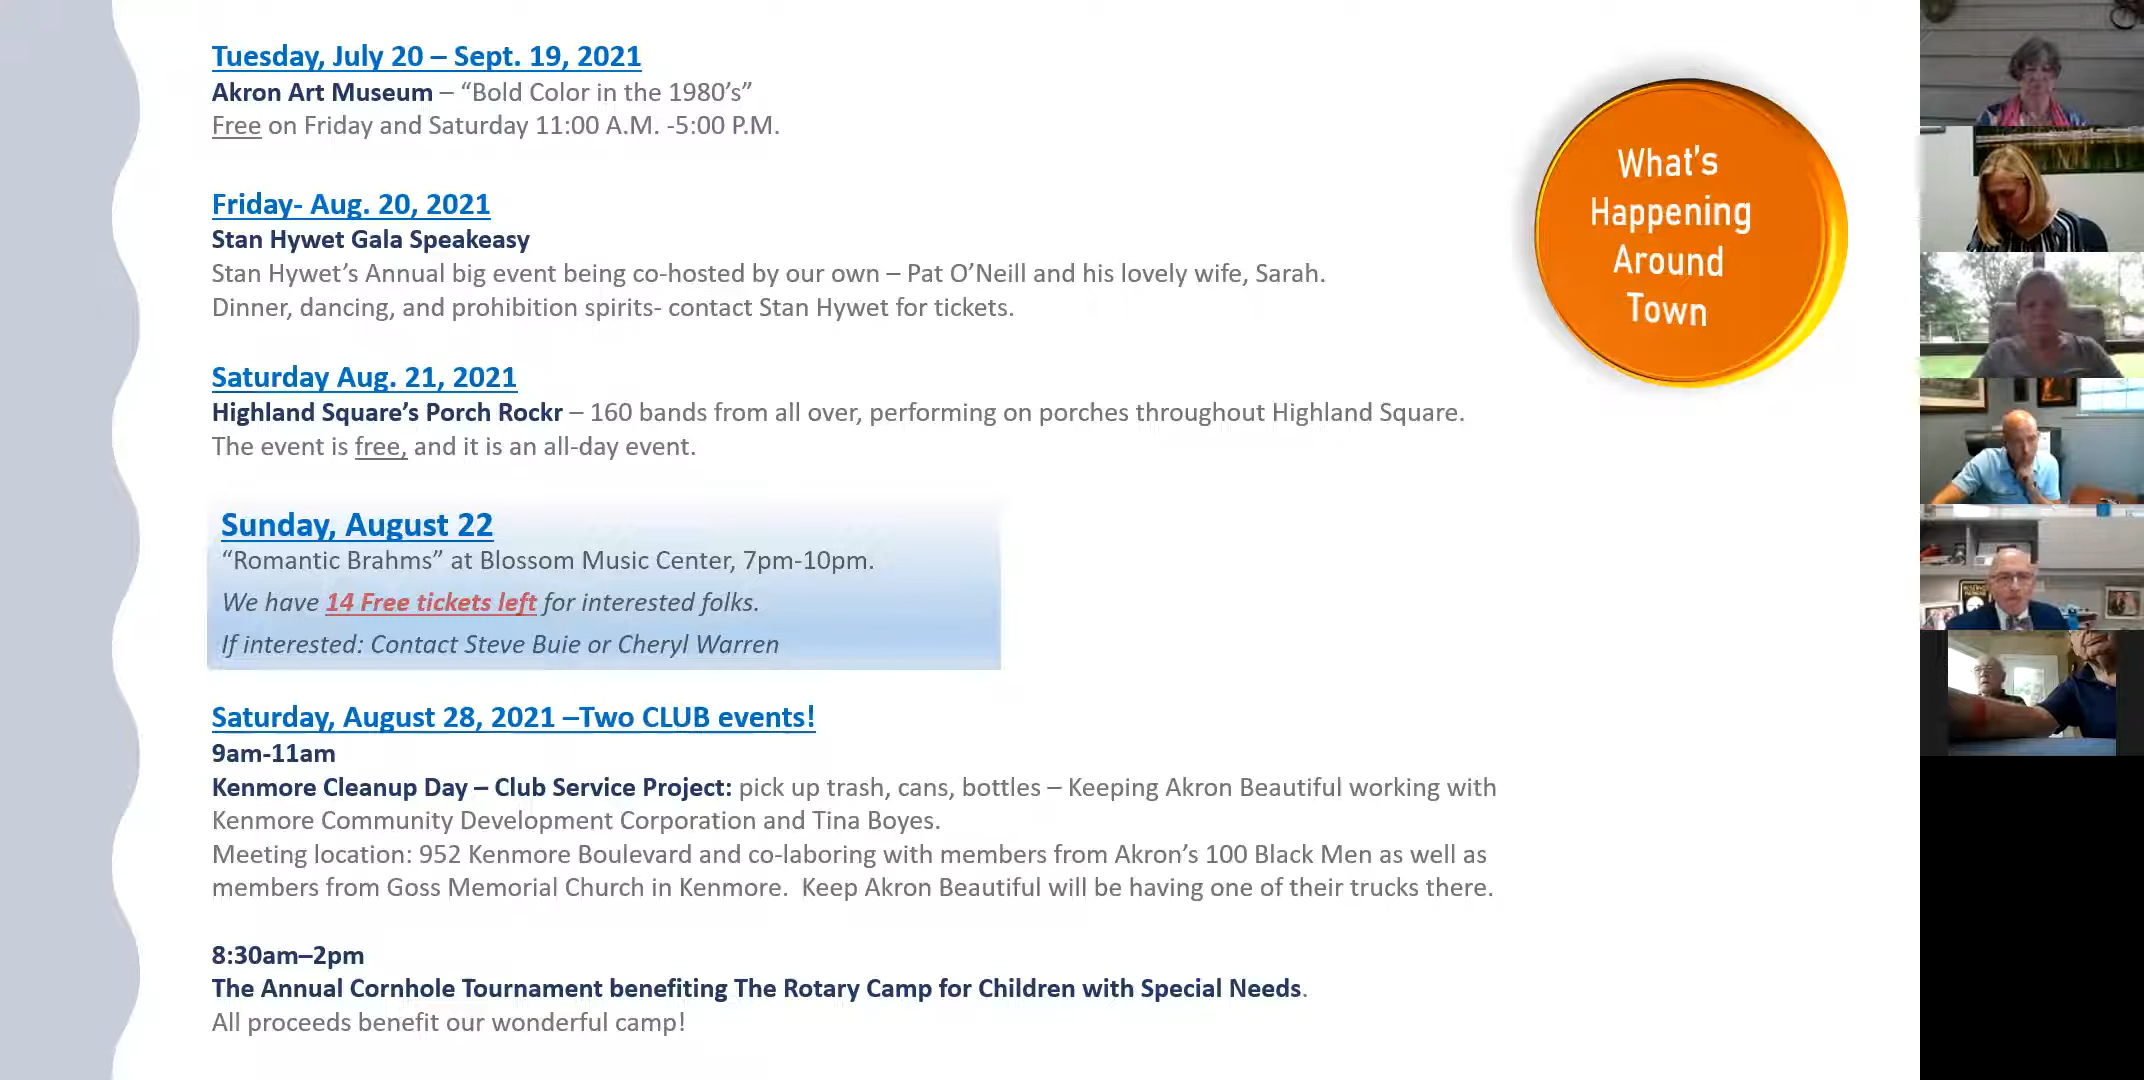 Tuesday, July 20 – Sept. 19, 2021
Akron Art Museum – “Bold Color in the 1980’s”
Free on Friday and Saturday 11:00 A.M. -5:00 P.M.
Friday- Aug. 20, 2021
Stan Hywet Gala Speakeasy
Stan Hywet’s Annual big event being co-hosted by our own – Pat O’Neill and his lovely wife, Sarah.
Dinner, dancing, and prohibition spirits- contact Stan Hywet for tickets.
Saturday Aug. 21, 2021
Highland Square’s Porch Rockr – 160 bands from all over, performing on porches throughout Highland Square.
The event is free, and it is an all-day event.
Sunday, August 22
“Romantic Brahms” at Blossom Music Center, 7pm-10pm.
We have 14 Free tickets left for interested folks.
If interested: Contact Steve Buie or Cheryl Warren
Saturday, August 28, 2021 –Two CLUB events!
9am-11am
Kenmore Cleanup Day – Club Service Project: pick up trash, cans, bottles – Keeping Akron Beautiful working with
Kenmore Community Development Corporation and Tina Boyes.
Meeting location: 952 Kenmore Boulevard and co-laboring with members from Akron’s 100 Black Men as well as
members from Goss Memorial Church in Kenmore.  Keep Akron Beautiful will be having one of their trucks there.
8:30am–2pm
The Annual Cornhole Tournament benefiting The Rotary Camp for Children with Special Needs.
All proceeds benefit our wonderful camp!
What’s
Happening
Around
Town